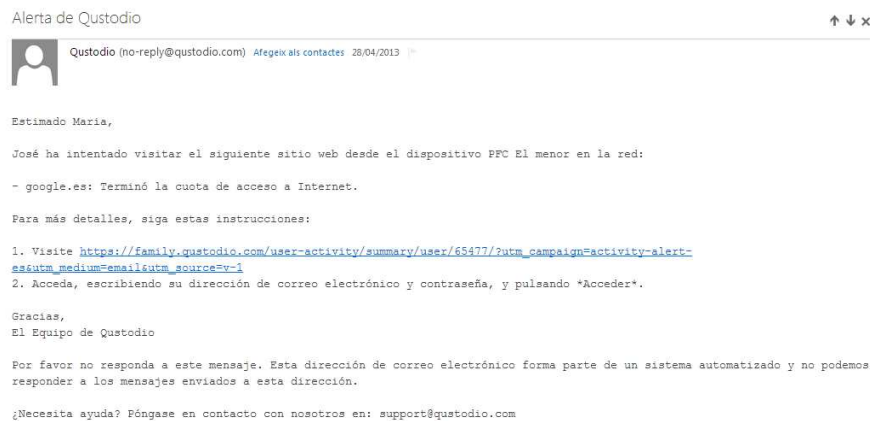 Alerta de Qustodio
Qustodio (no-reply@qustodio.com) Afegeix als contactes 28/04/2013
Estimado Maria,
José ha intentado visitar el siguiente sitio web desde el dispositivo PFC El menor en la red:
- google.es: Terminó la cuota de acceso a Internet.
Para más detalles, siga estas instrucciones:
1. Visite https://family.qustodio.com/user-activity/summary/user/65477/?utm_campaign=activity-alert-
es&utm_medium=email&utm_source=v-1
2. Acceda, escribiendo su dirección de correo electrónico y contraseña, y pulsando *Acceder*.
Gracias,
El Equipo de Qustodio
Por favor no responda a este mensaje. Esta dirección de correo electrónico forma parte de un sistema automatizado y no podemos
responder a los mensajes enviados a esta dirección.
¿Necesita ayuda? Póngase en contacto con nosotros en: support@qustodio.com